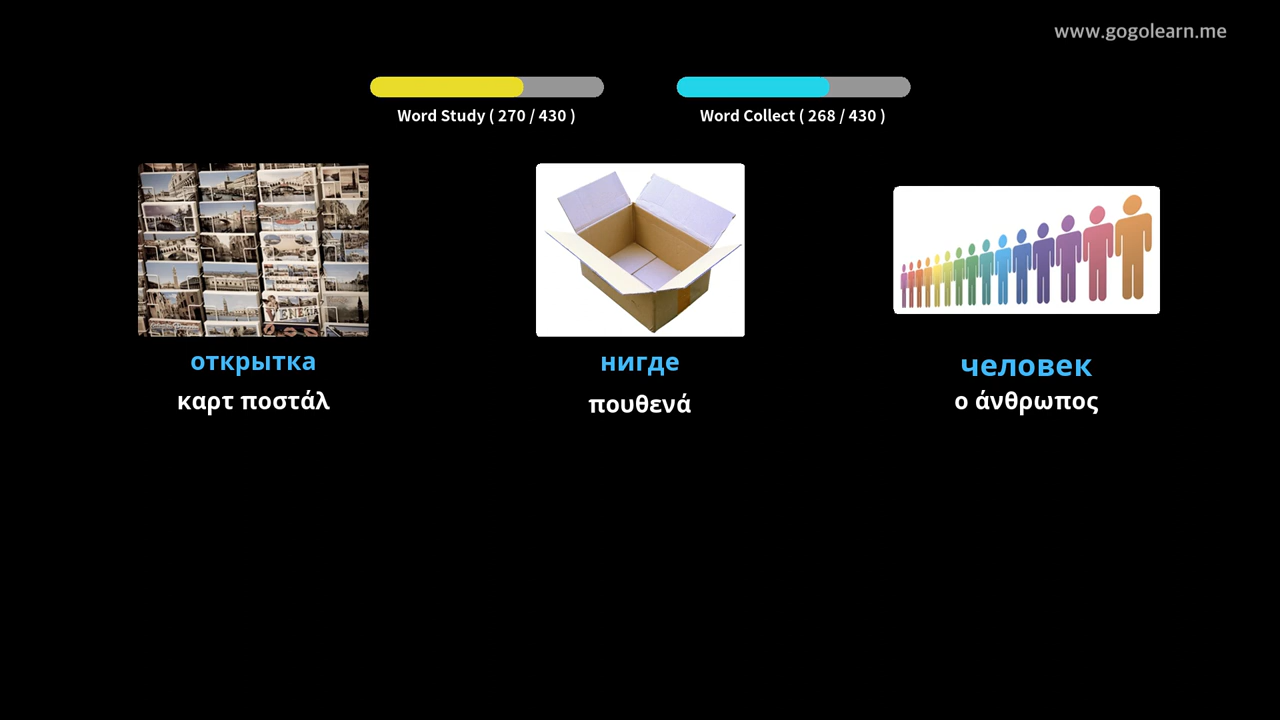 www.gogolearn.me
Word Study ( 270 / 430 )
Word Collect ( 268 / 430 )
открытка
нигде
человек
καρτ ποστάλ
πουθενά
ο άνθρωπος